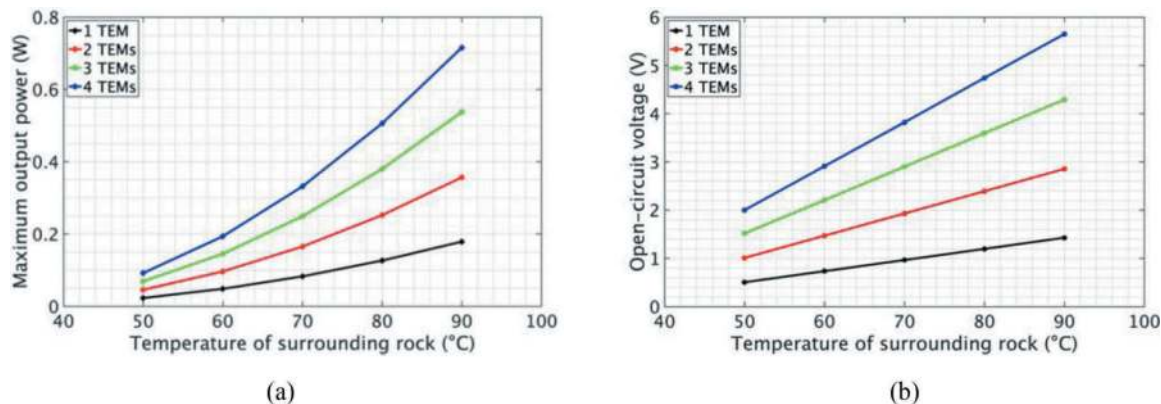 0.8
0.6
0.4
0.2
0
40
50
60
70
80
90
100
Maximum output power (W)
Temperature of surrounding rock (°C)
1 TEM
2 TEMs
3 TEMs
4 TEMs
(a)
6
5
4
3
2
1
0
40
50
60
70
80
90
100
Open-circuit voltage (V)
Temperature of surrounding rock (°C)
1 TEM
2 TEMs
3 TEMs
4 TEMs
(b)